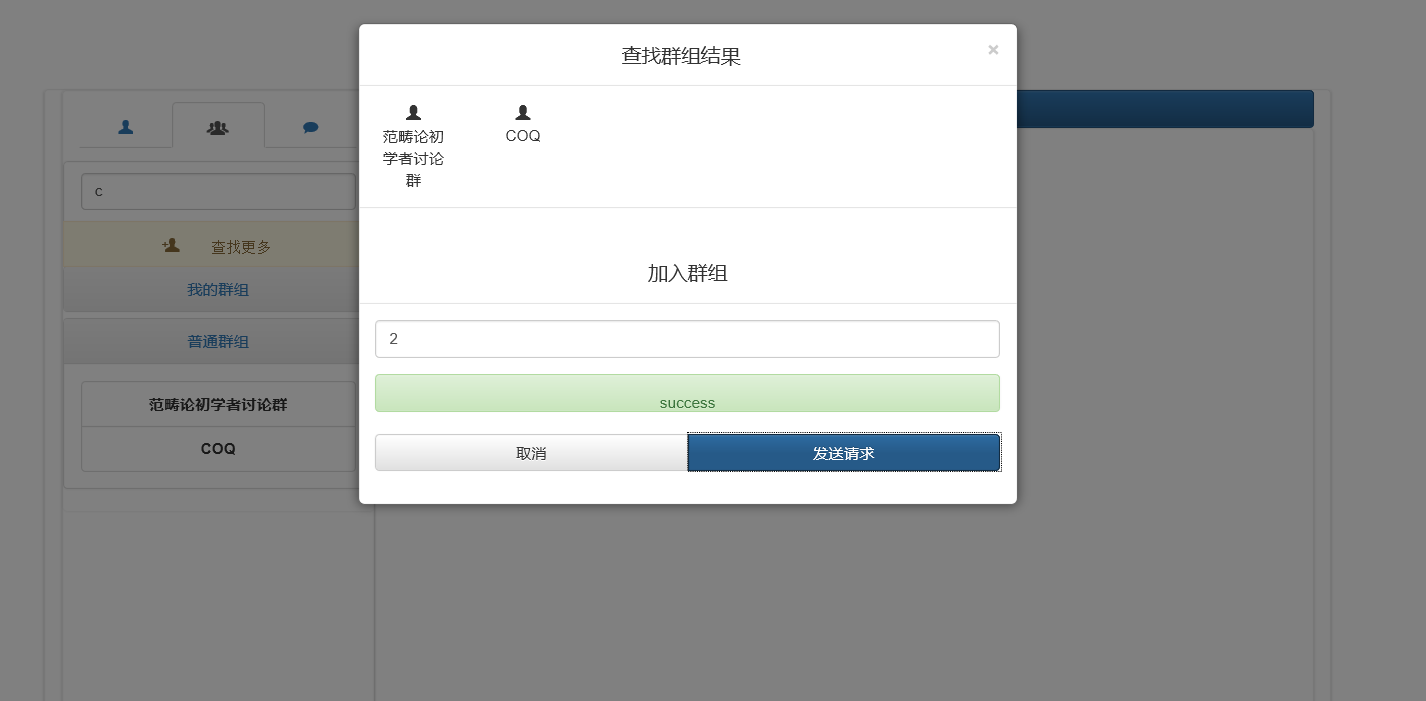 查找群组结果
×
范畴论初
学者讨论
群
COQ
加入群组
2
success
取消
发送请求
c
查找更多
我的群组
普通群组
范畴论初学者讨论群
COQ